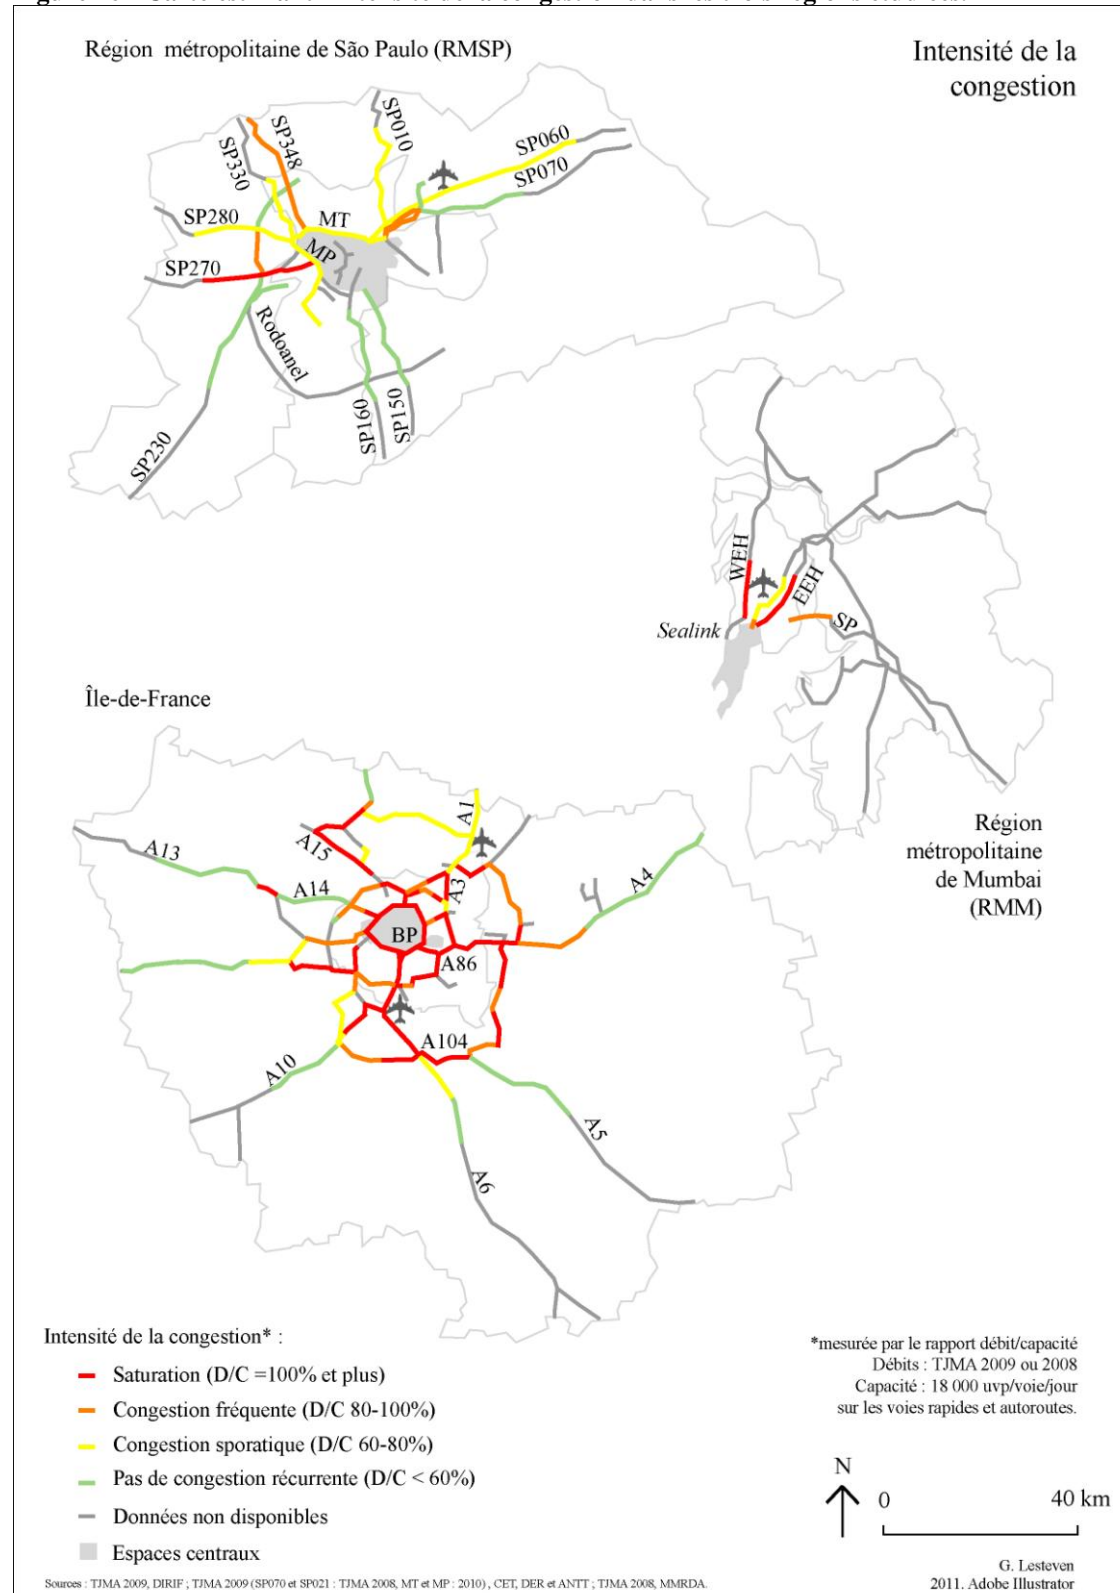 Région métropolitaine de São Paulo (RMSP)
Intensité de la
congestion
SP010
SP348
SP330
SP060
SP070
SP280
MT
MP
SP270
Rodoanel
SP160
SP150
SP230
WEH
EEH
SP
Sealink
Île-de-France
Région
métropolitaine
de Mumbai
(RMM)
A1
A15
A13
A14
A3
A4
BP
A86
A104
A10
A5
A6
Intensité de la congestion* :
Saturation (D/C =100% et plus)
Congestion fréquente (D/C 80-100%)
Congestion sporatique (D/C 60-80%)
Pas de congestion récurrente (D/C < 60%)
Données non disponibles
Espaces centraux
*mesurée par le rapport débit/capacité
Débits : TJMA 2009 ou 2008
Capacité : 18 000 uvp/voie/jour
sur les voies rapides et autoroutes.
N
0 40 km
G. Lesteven
2011. Adobe Illustrator
Sources : TJMA 2009, DIRIF ; TJMA 2009 (SP070 et SP021 : TJMA 2008, MT et MP : 2010) , CET, DER et ANTT ; TJMA 2008, MMRDA.